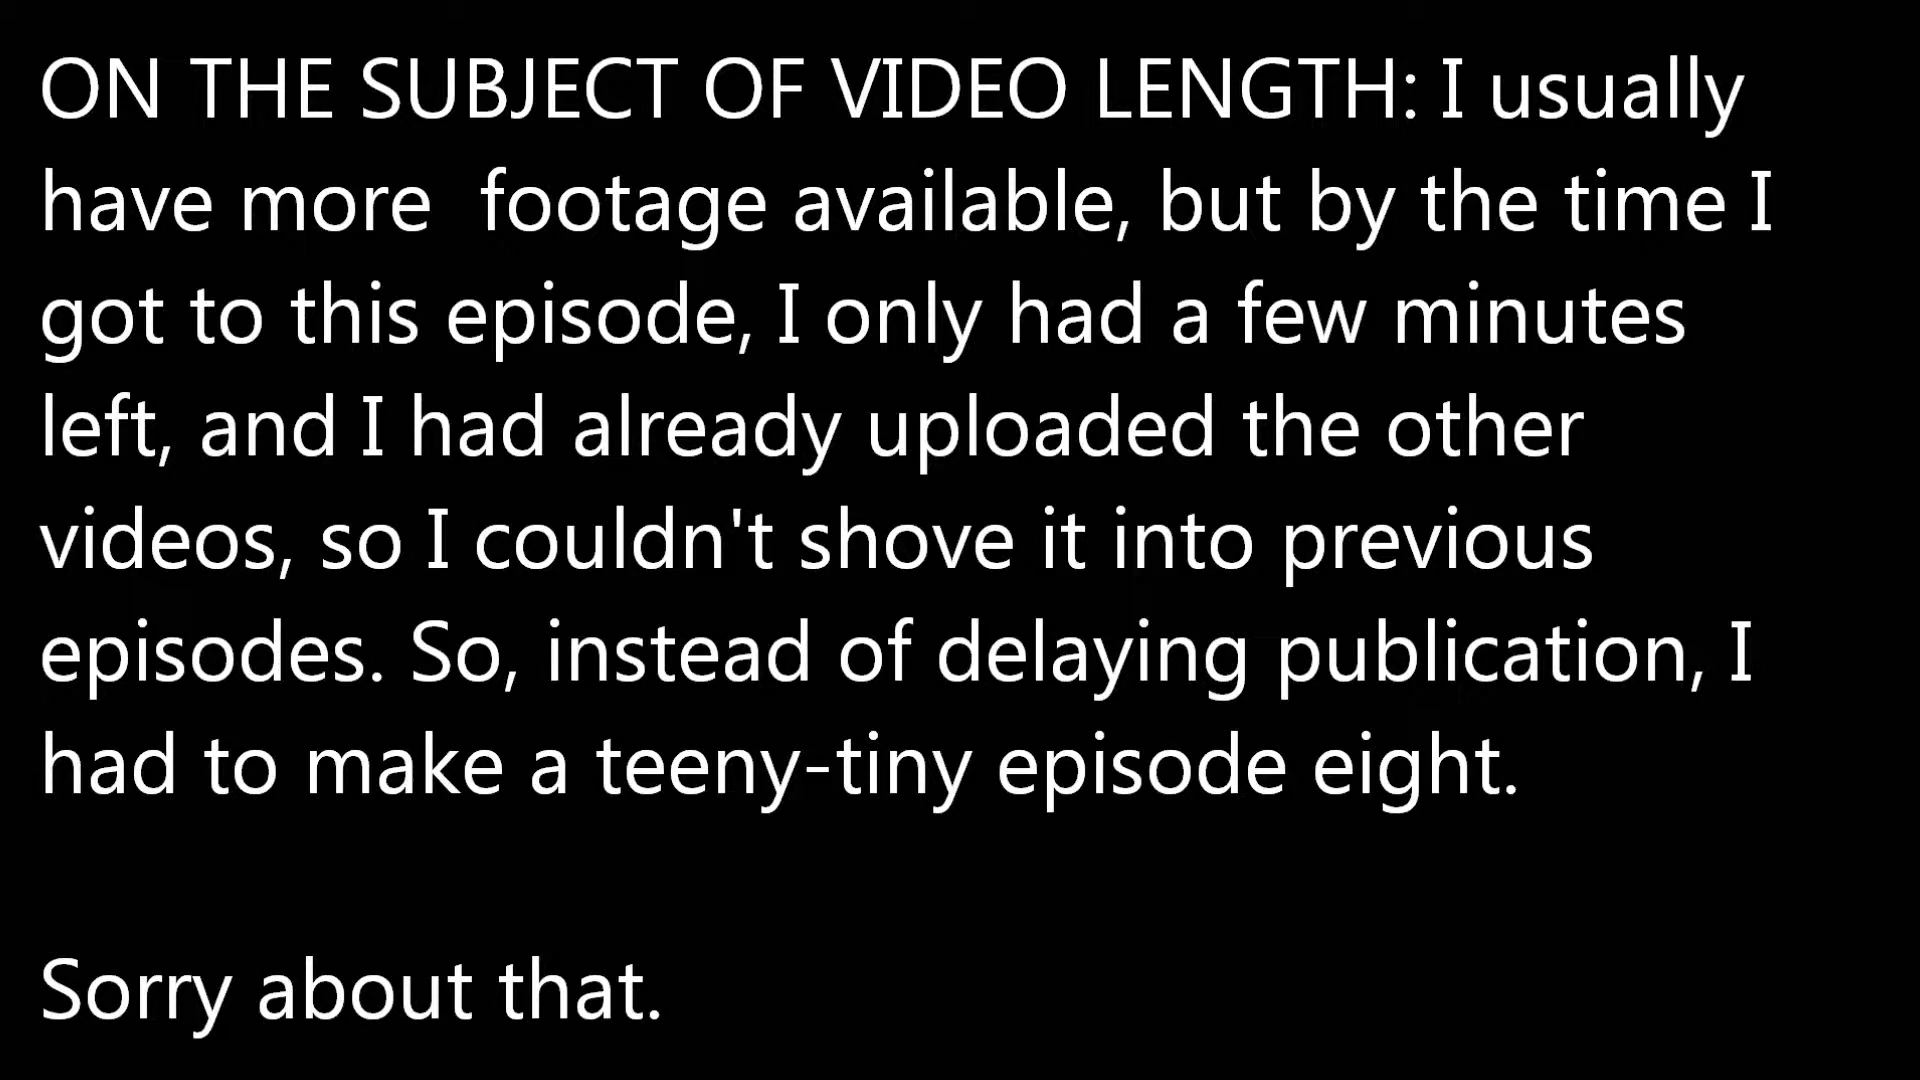 ON THE SUBJECT OF VIDEO LENGTH: I usually
have more  footage available, but by the time I
got to this episode, I only had a few minutes
left, and I had already uploaded the other
videos, so I couldn't shove it into previous
episodes. So, instead of delaying publication, I
had to make a teeny-tiny episode eight.
Sorry about that.